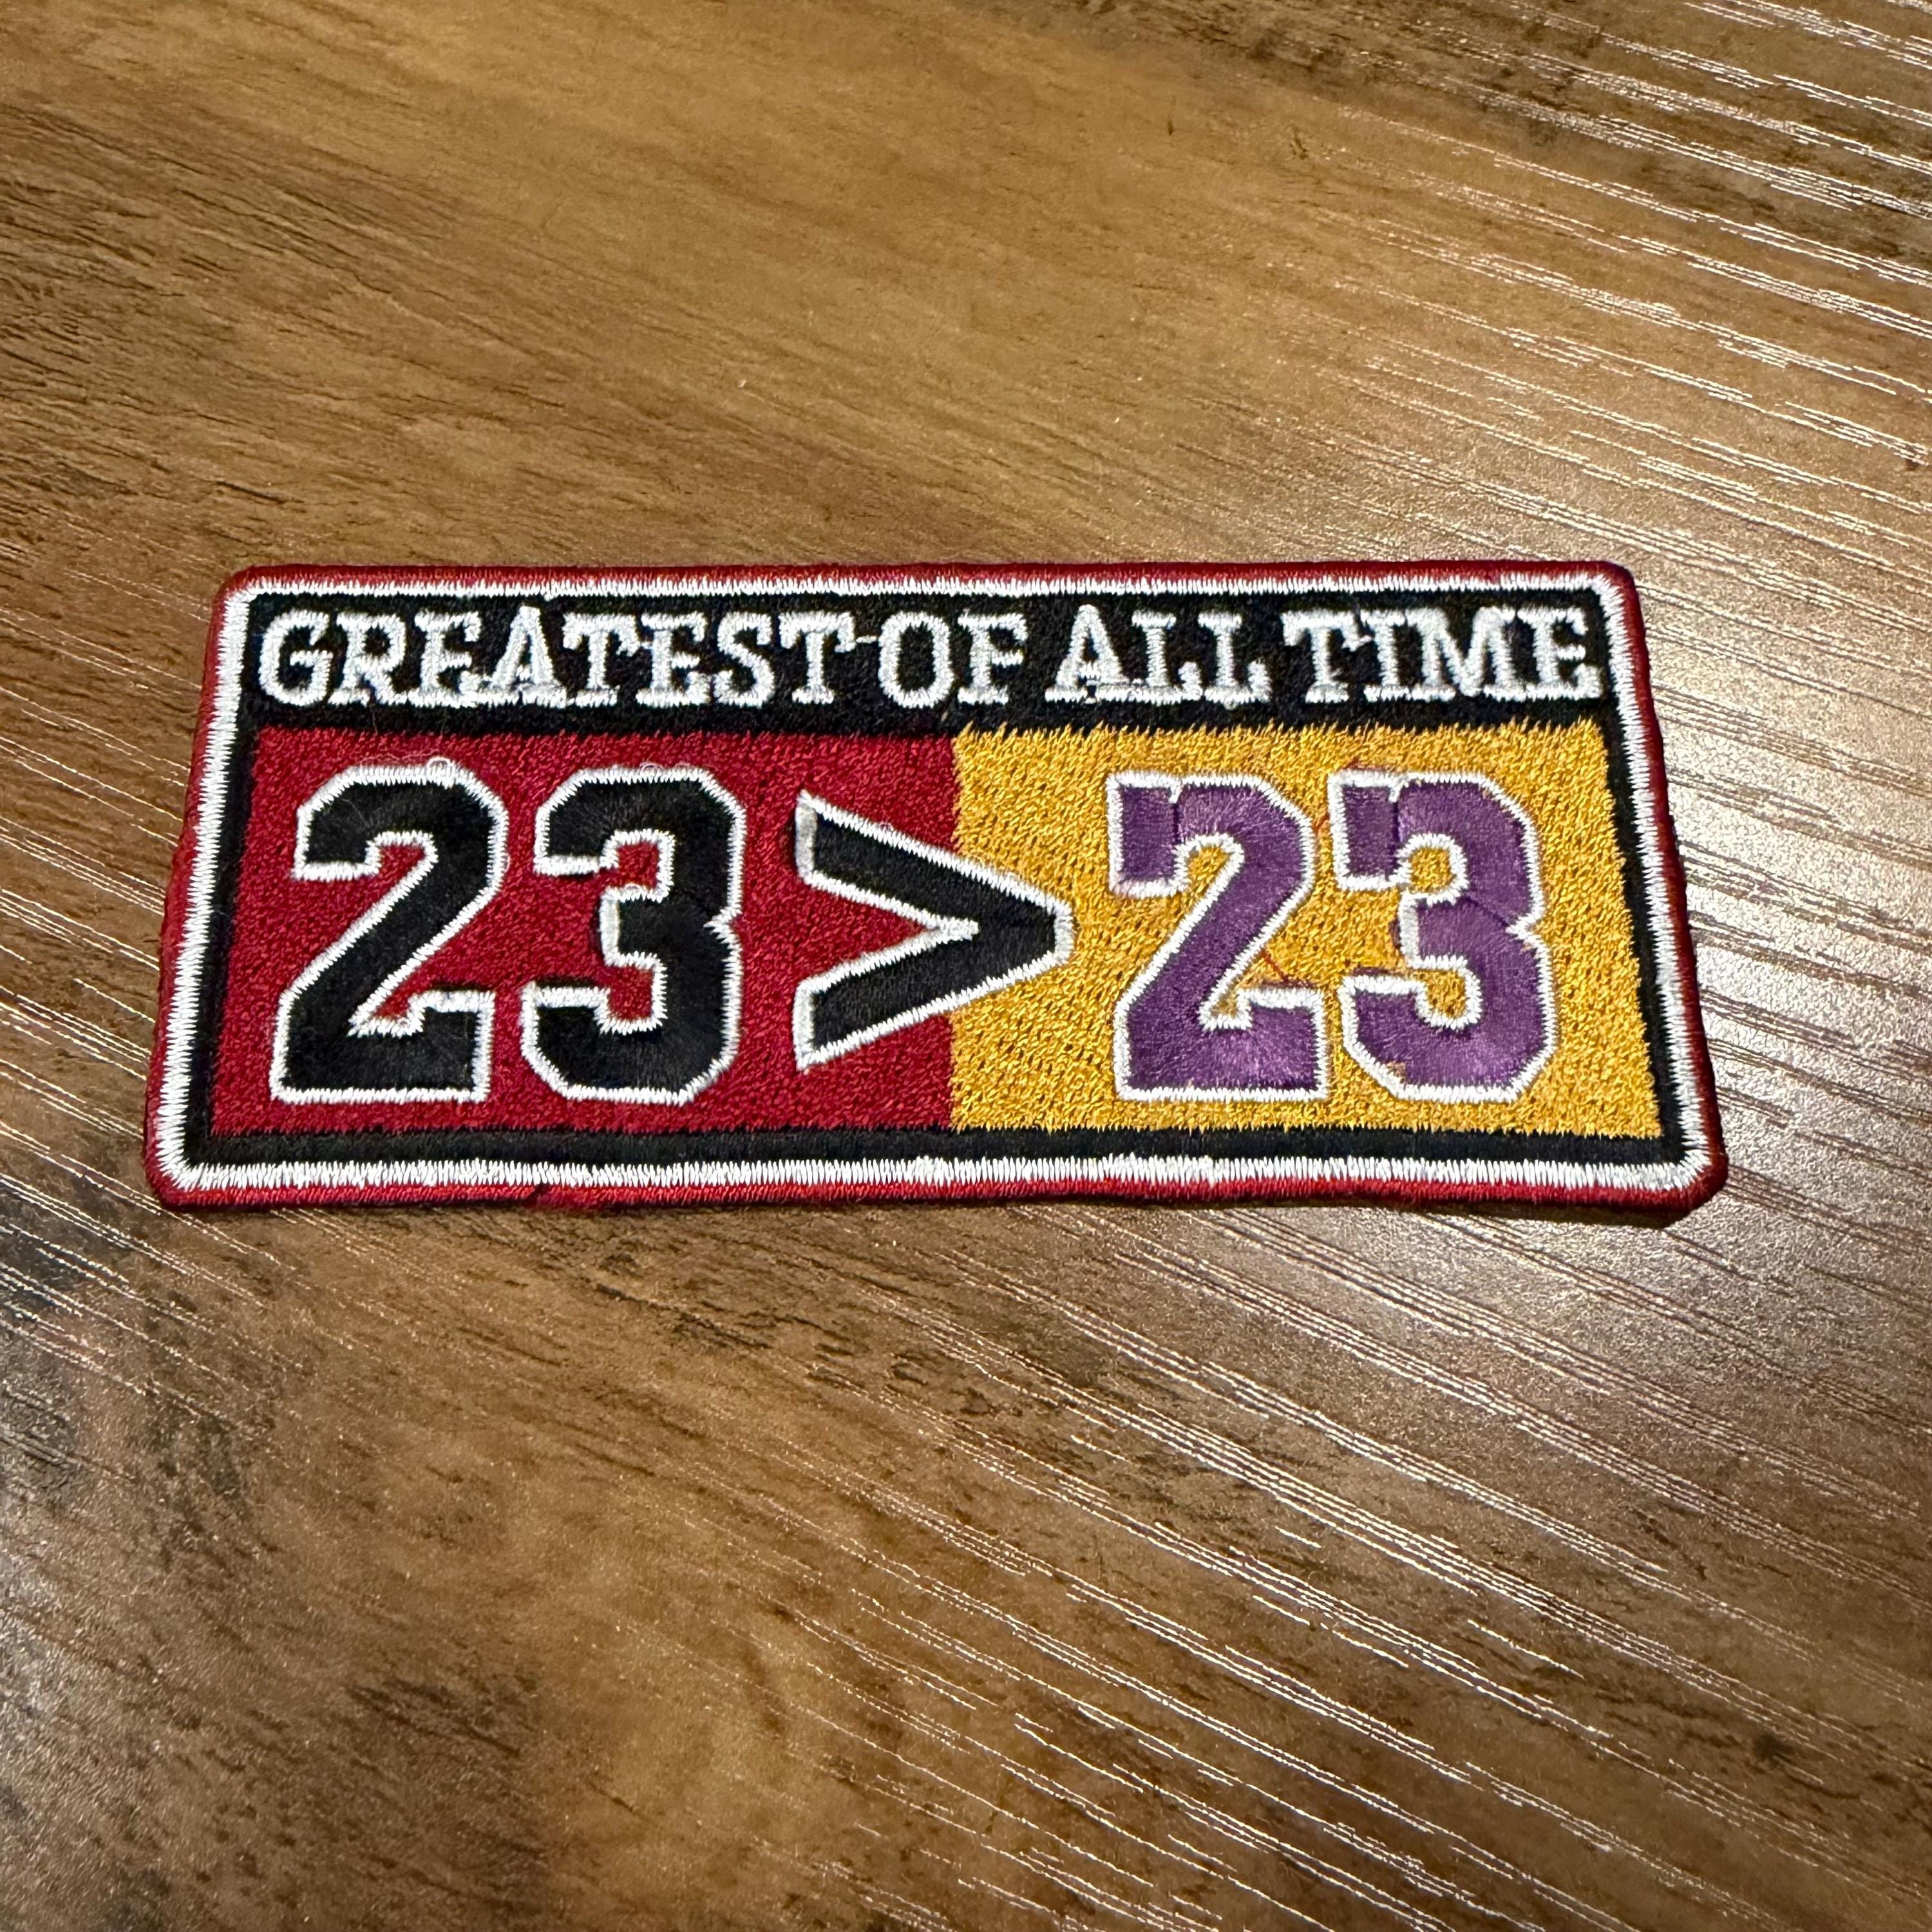 GREATEST OF ALL TIME
23 > 23